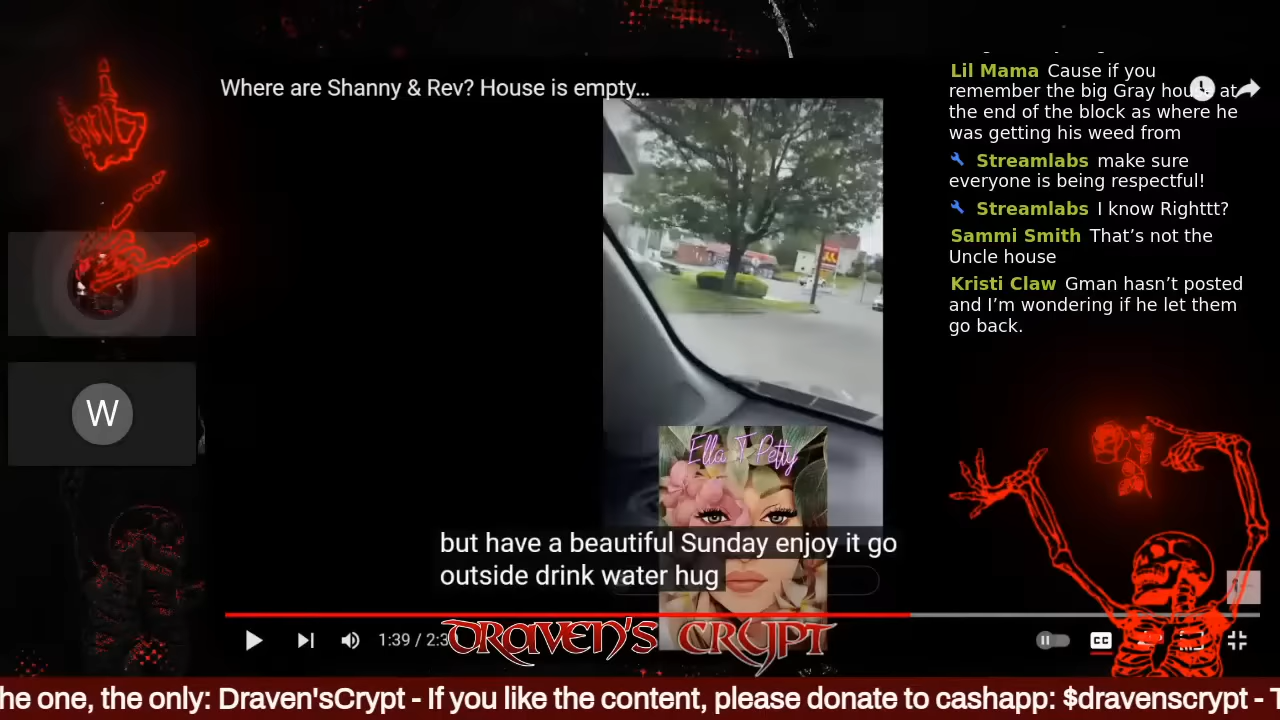 Where are Shanny & Rev? House is empty...
Lil Mama Cause if you
remember the big Gray house at
the end of the block as where he
was getting his weed from
Streamlabs make sure
everyone is being respectful!
Streamlabs I know Righttt?
Sammi Smith That’s not the
Uncle house
Kristi Claw Gman hasn’t posted
and I’m wondering if he let them
go back.
W
Ella T Petty
but have a beautiful Sunday enjoy it go
outside drink water hug
1:39 / 2:3
CC
DRAVEN'S CRYPT
he one, the only: Draven'sCrypt - If you like the content, please donate to cashapp: $dravenscrypt - T